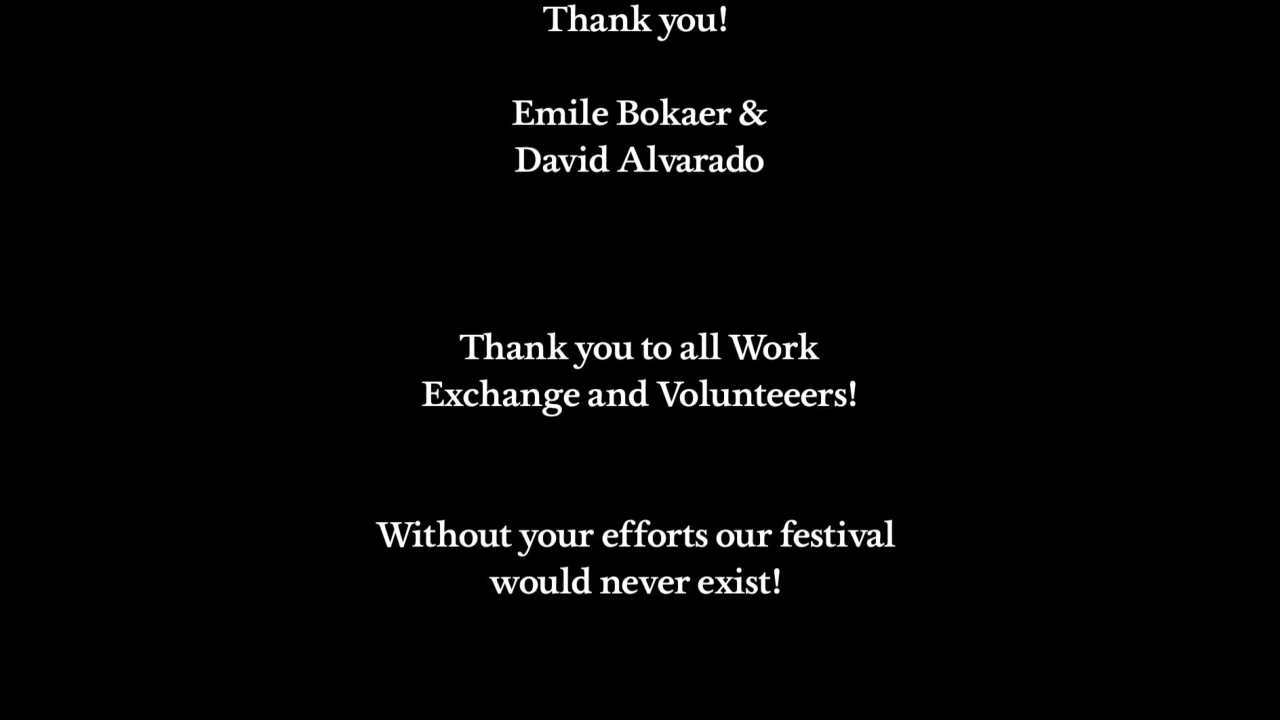 Thank you!
Emile Bokaer &
David Alvarado
Thank you to all Work
Exchange and Volunteeers!
Without your efforts our festival
would never exist!